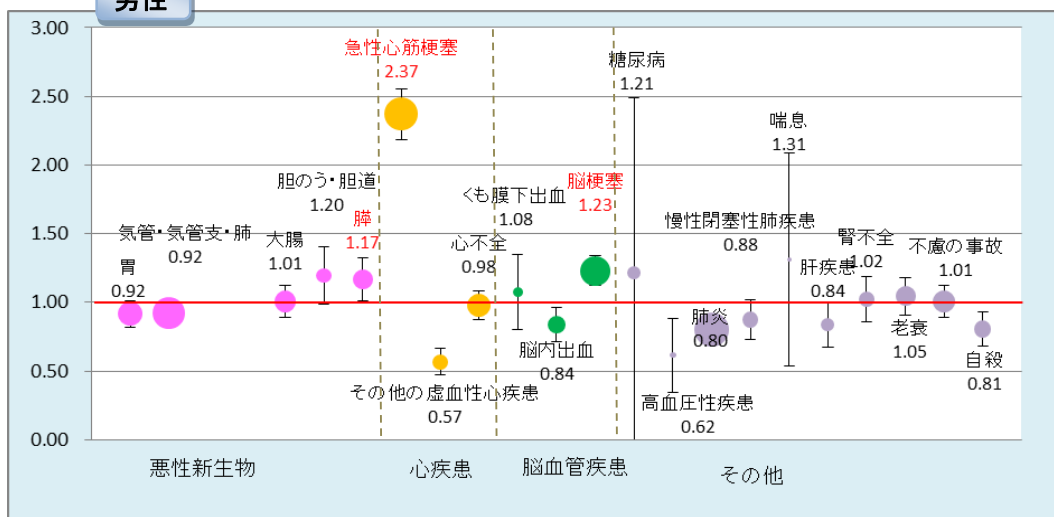 男性
3.00
2.50
2.00
1.50
1.00
0.50
0.00
胃
0.92
気管・気管支・肺
0.92
大腸
1.01
胆のう・胆道
1.20
膵
1.17
急性心筋梗塞
2.37
その他の虚血性心疾患
0.57
心不全
0.98
くも膜下出血
1.08
脳内出血
0.84
脳梗塞
1.23
糖尿病
1.21
高血圧性疾患
0.62
肺炎
0.80
慢性閉塞性肺疾患
0.88
喘息
1.31
肝疾患
0.84
腎不全
1.02
老衰
1.05
不慮の事故
1.01
自殺
0.81
悪性新生物
心疾患
脳血管疾患
その他